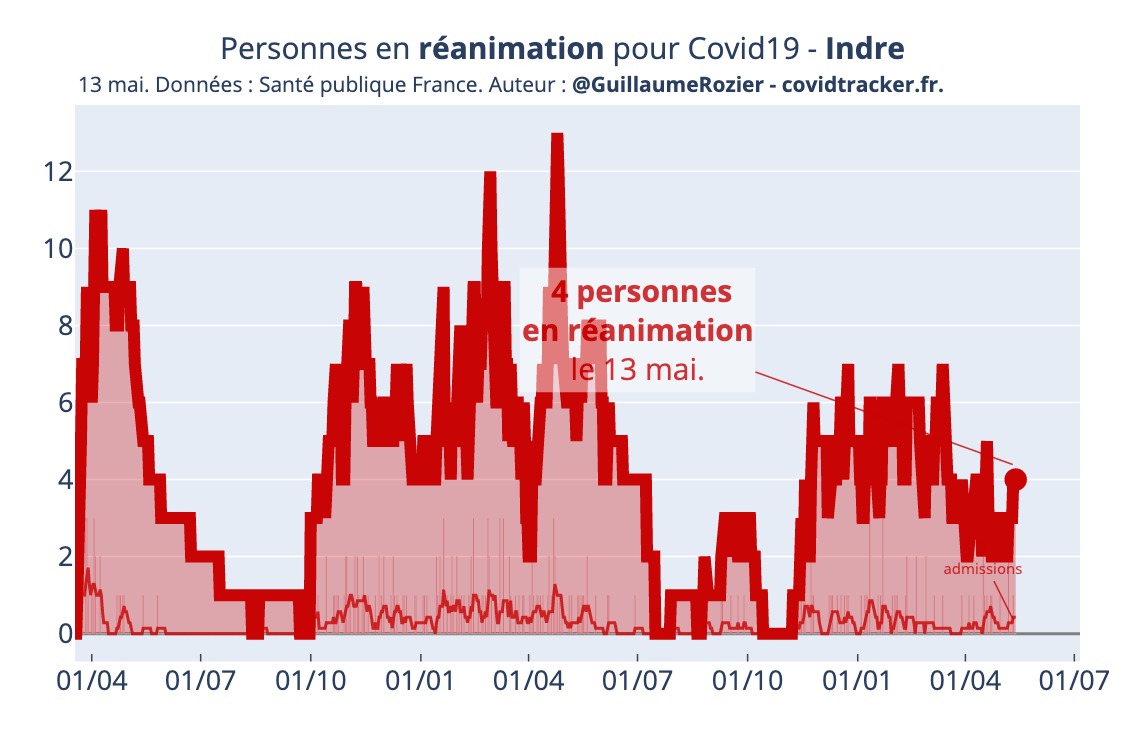 Personnes en réanimation pour Covid19 - Indre
13 mai. Données : Santé publique France. Auteur : @GuillaumeRozier - covidtracker.fr.
12
10
8
6
4
2
0
4 personnes
en réanimation
le 13 mai.
admissions
01/04 01/07 01/10 01/01 01/04 01/07 01/10 01/01 01/04 01/07